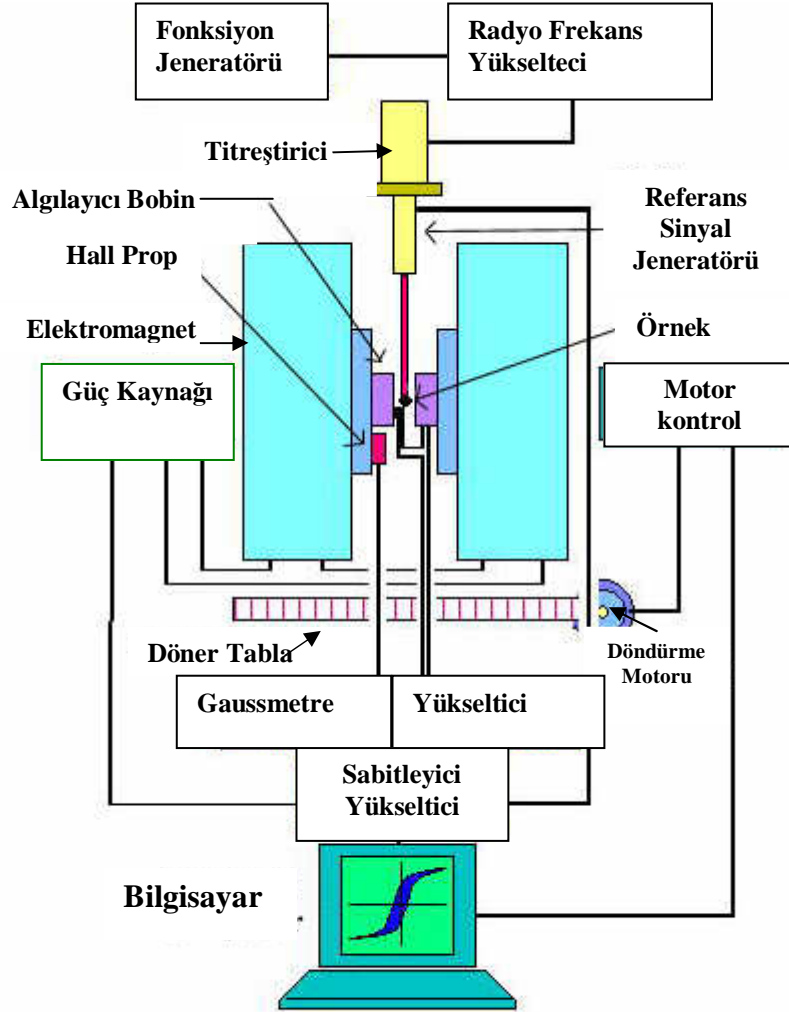 Fonksiyon
Jeneratörü
Radyo Frekans
Yükselteci
Titreştirici
Algılayıcı Bobin
Referans
Sinyal
Jeneratörü
Hall Prop
Elektromagnet
Örnek
Güç Kaynağı
Motor
kontrol
Döner Tabla
Döndürme
Motoru
Gaussmetre
Yükseltici
Sabitleyici
Yükseltici
Bilgisayar